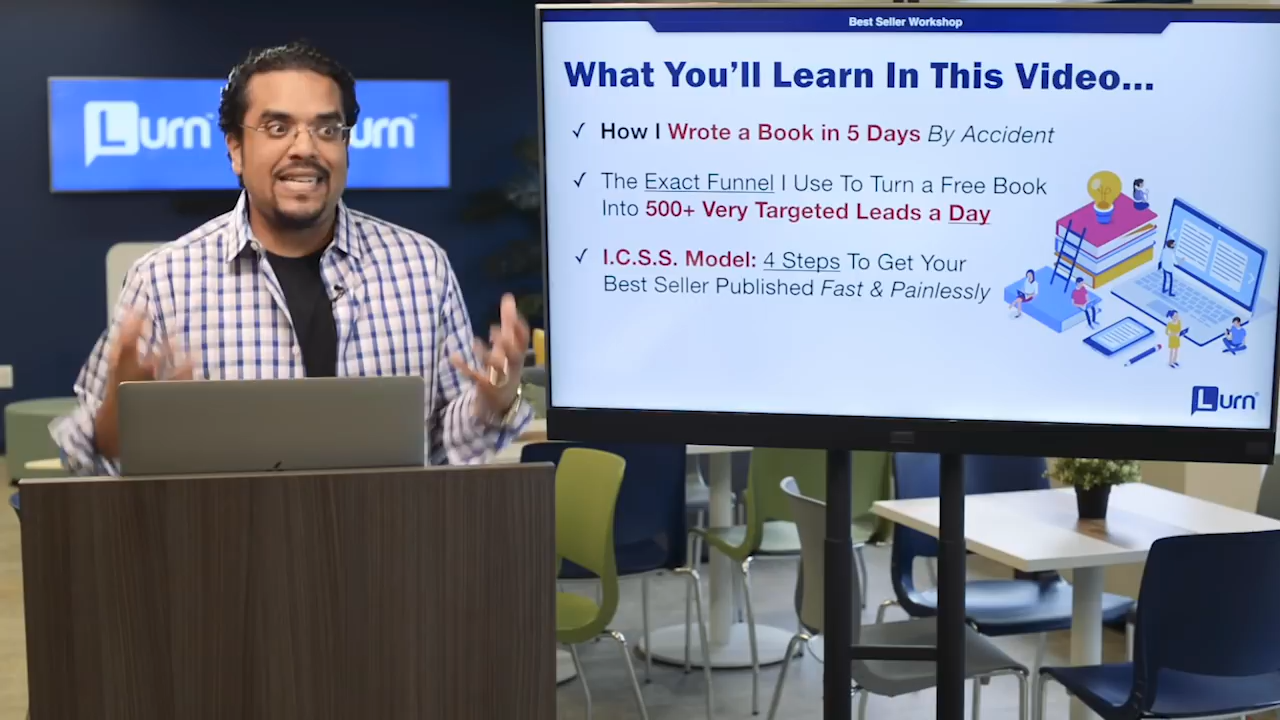 Best Seller Workshop
What You'll Learn In This Video...
✓ How I Wrote a Book in 5 Days By Accident
✓ The Exact Funnel I Use To Turn a Free Book
Into 500+ Very Targeted Leads a Day
✓ I.C.S.S. Model: 4 Steps To Get Your
Best Seller Published Fast & Painlessly
Lurn
urn
Lurn